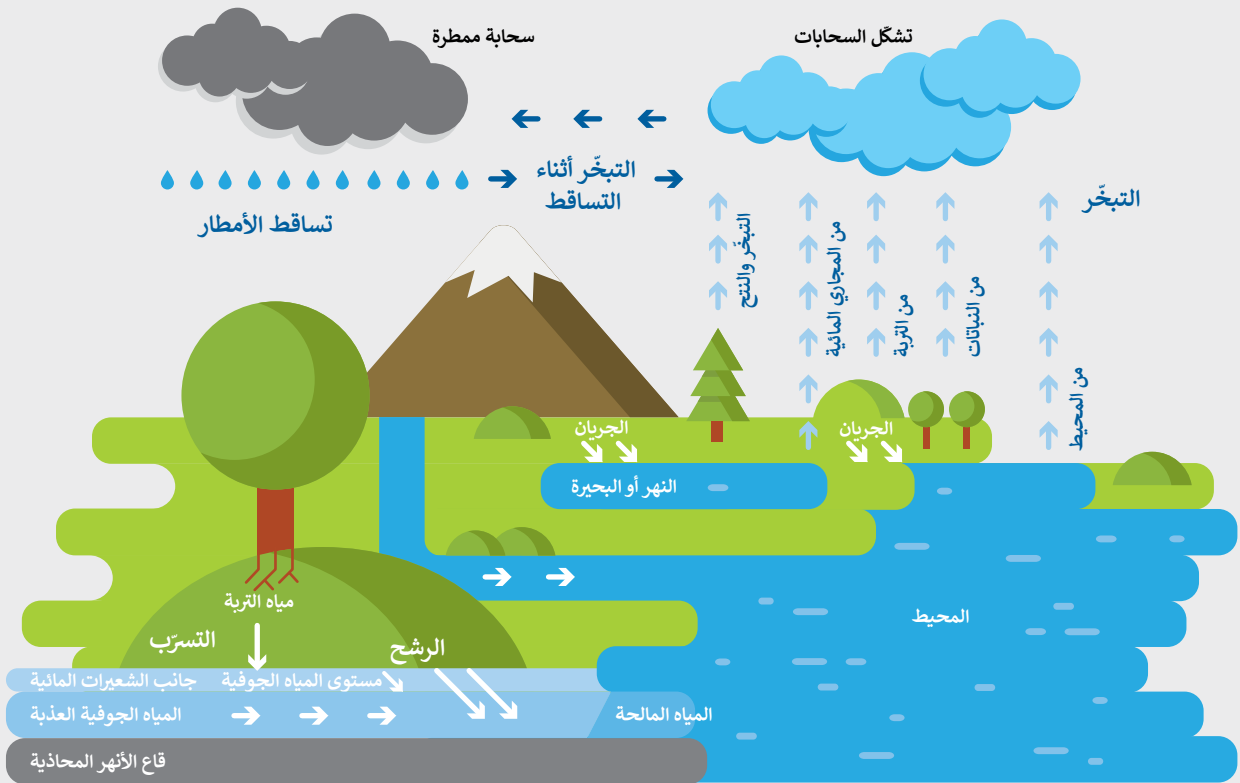 تشكّل السحابات
سحابة ممطرة
التبخّر أثناء
التساقط
التبخّر
تساقط الأمطار
من المحيط
من النباتات
من التربة
من المجاري المائية
التبخّر والنتح
الجريان
الجريان
النهر أو البحيرة
المحيط
مياه التربة
التسرّب
الرشح
مستوى المياه الجوفية
جانب الشعيرات المائية
المياه المالحة
المياه الجوفية العذبة
قاع الأنهر المحاذية